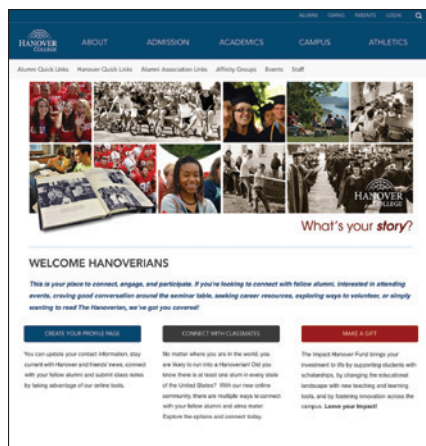 ALUMNI GIVING PARENTS LOGIN
HANOVER
COLLEGE
ABOUT ADMISSION ACADEMICS CAMPUS ATHLETICS
Alumni Quick Links Hanover Quick Links Alumni Association Links Affinity Groups Events Staff
HANOVER
COLLEGE
What's your story?
WELCOME HANOVERIANS
This is your place to connect, engage, and participate. If you're looking to connect with fellow alumni, interested in attending
events, craving good conversation around the seminar table, seeking career resources, exploring ways to volunteer, or simply
wanting to read The Hanoverian, we've got you covered!
CREATE YOUR PROFILE PAGE
You can update your contact information, stay
current with Hanover and friends' news, connect
with your fellow alumni and submit class notes
by taking advantage of our online tools.
CONNECT WITH CLASSMATES
No matter where you are in the world, you
are likely to run into a Hanoverian! Did you
know there is at least one alum in every state
of the United States? With our new online
community, there are multiple ways to connect
with your fellow alumni and alma mater.
Explore the options and connect today.
MAKE A GIFT
The Impact Hanover Fund brings your
investment to life by supporting students with
scholarships, by changing the educational
landscape with new teaching and learning
tools, and by fostering innovation across the
campus. Leave your Impact!